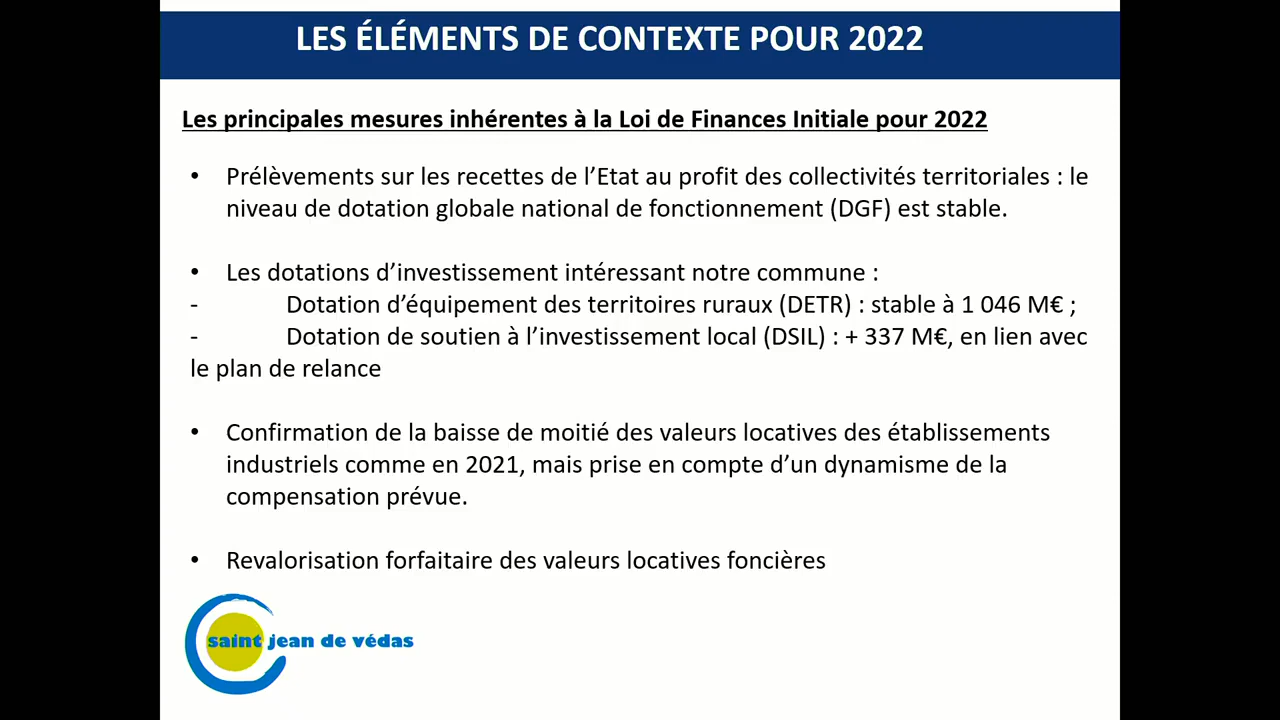 LES ÉLÉMENTS DE CONTEXTE POUR 2022
Les principales mesures inhérentes à la Loi de Finances Initiale pour 2022
• Prélèvements sur les recettes de l’Etat au profit des collectivités territoriales : le
niveau de dotation globale national de fonctionnement (DGF) est stable.
• Les dotations d’investissement intéressant notre commune :
- Dotation d’équipement des territoires ruraux (DETR) : stable à 1 046 M€ ;
- Dotation de soutien à l’investissement local (DSIL) : + 337 M€, en lien avec
le plan de relance
• Confirmation de la baisse de moitié des valeurs locatives des établissements
industriels comme en 2021, mais prise en compte d’un dynamisme de la
compensation prévue.
• Revalorisation forfaitaire des valeurs locatives foncières
saint jean de védas